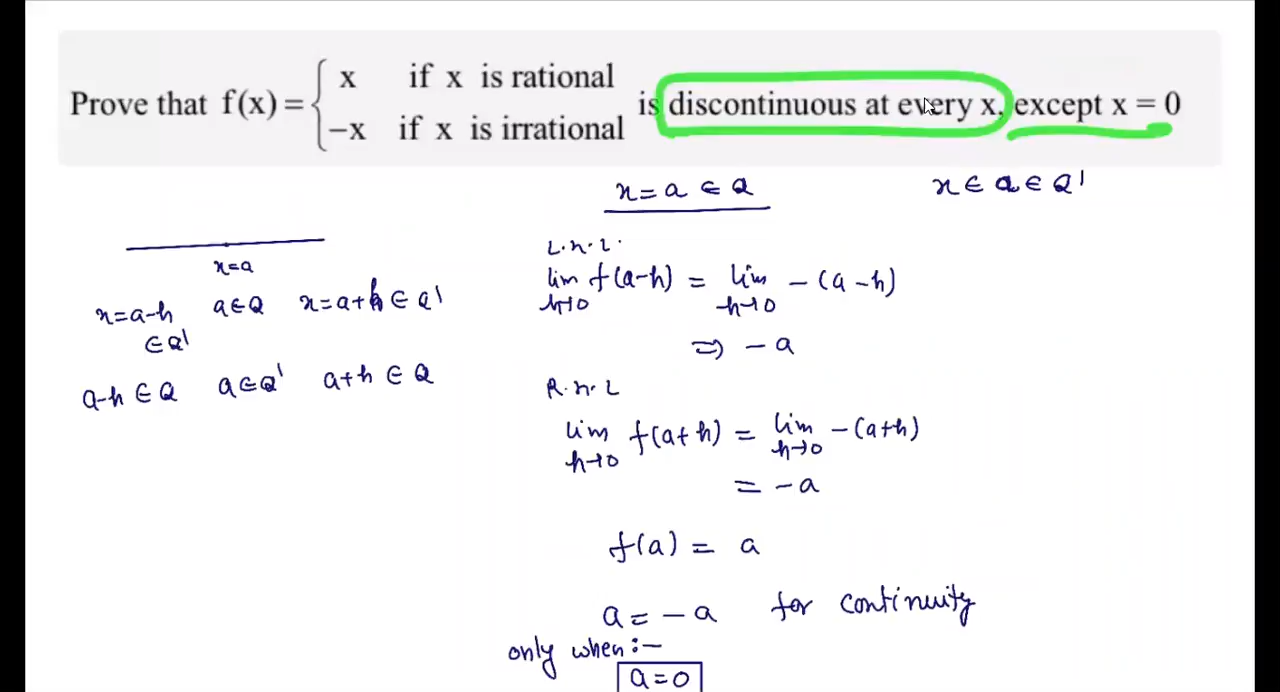 Prove that f(x) = { x if x is rational
−x if x is irrational
is discontinuous at every x, except x = 0
x = a ∈ Q
x ∈ a ∈ Q'
x=a
x=a-h ∈ Q' a∈Q x=a+h ∈ Q'
a-h ∈ Q a∈Q' a+h ∈ Q
L.h.L.
lim h→0 f(a-h) = lim h→0 -(a-h)
⇒ -a
R.h.L
lim h→0 f(a+h) = lim h→0 -(a+h)
= -a
f(a) = a
a = -a for continuity
only when :-
a=0